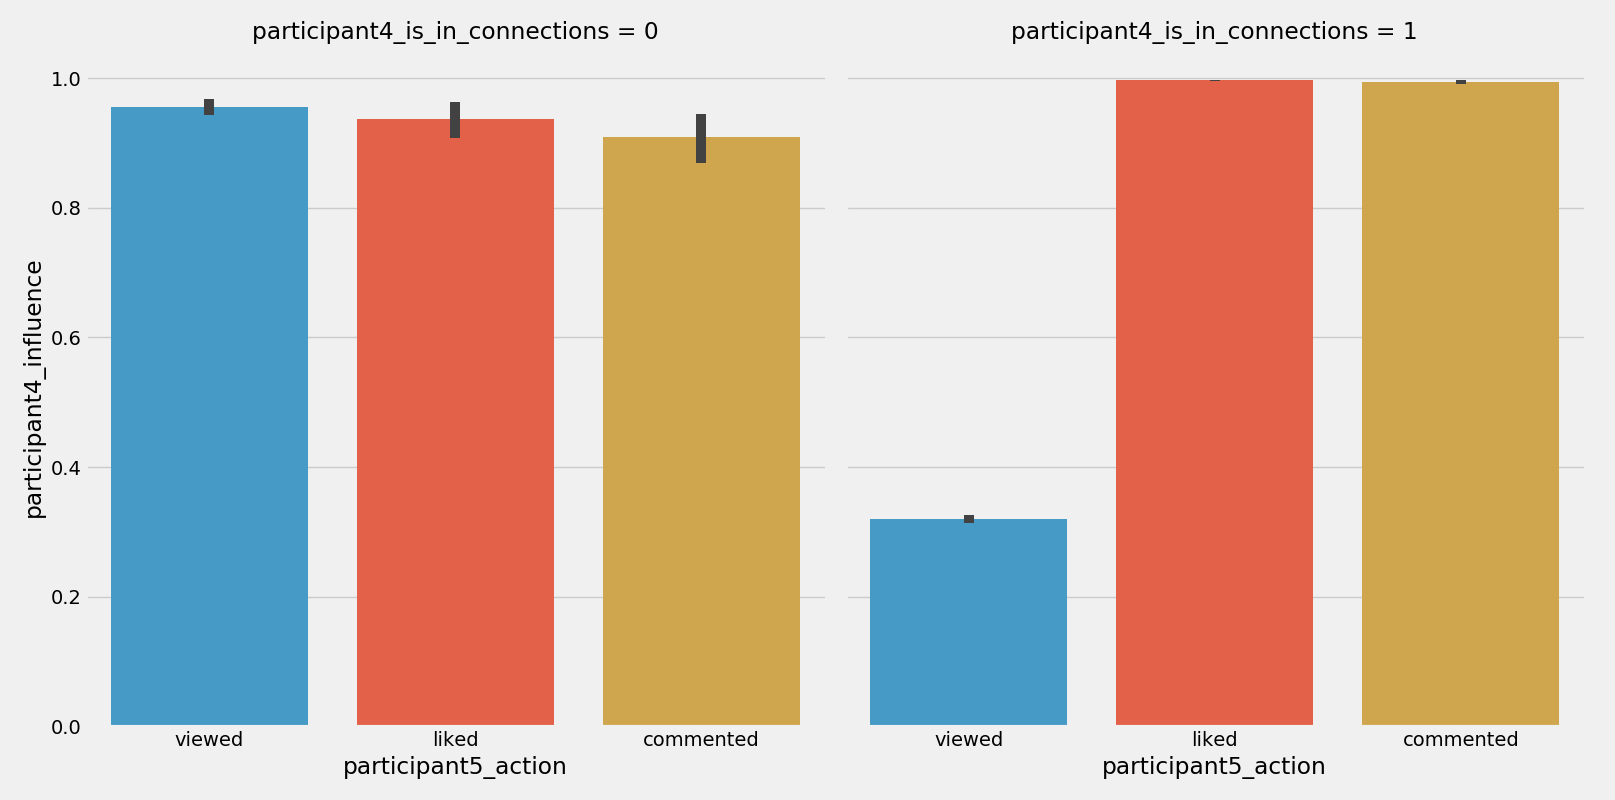 participant4_is_in_connections = 0
participant4_is_in_connections = 1
participant4_influence
1.0
0.8
0.6
0.4
0.2
0.0
viewed liked commented
viewed liked commented
participant5_action
participant5_action